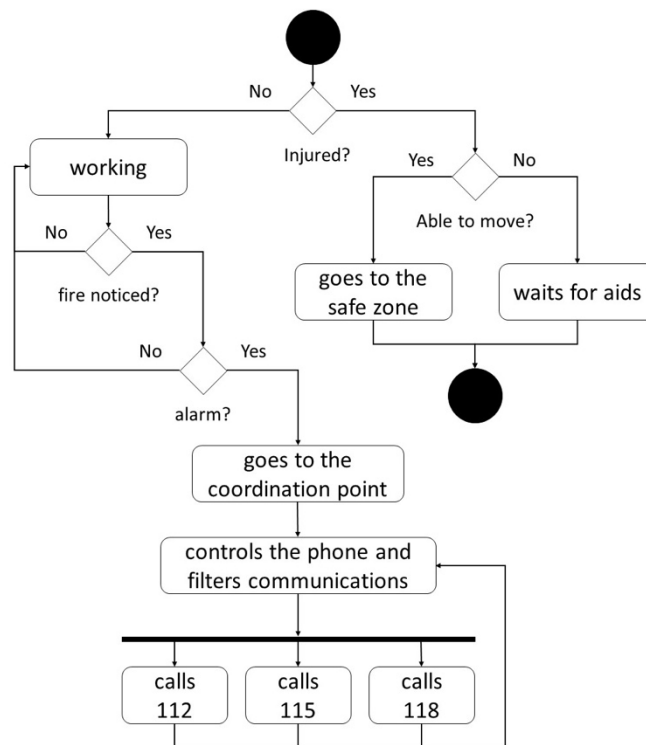 No
Yes
Injured?
working
Yes
No
Able to move?
No
Yes
fire noticed?
goes to the
safe zone
waits for aids
No
Yes
alarm?
goes to the
coordination point
controls the phone and
filters communications
calls
112
calls
115
calls
118